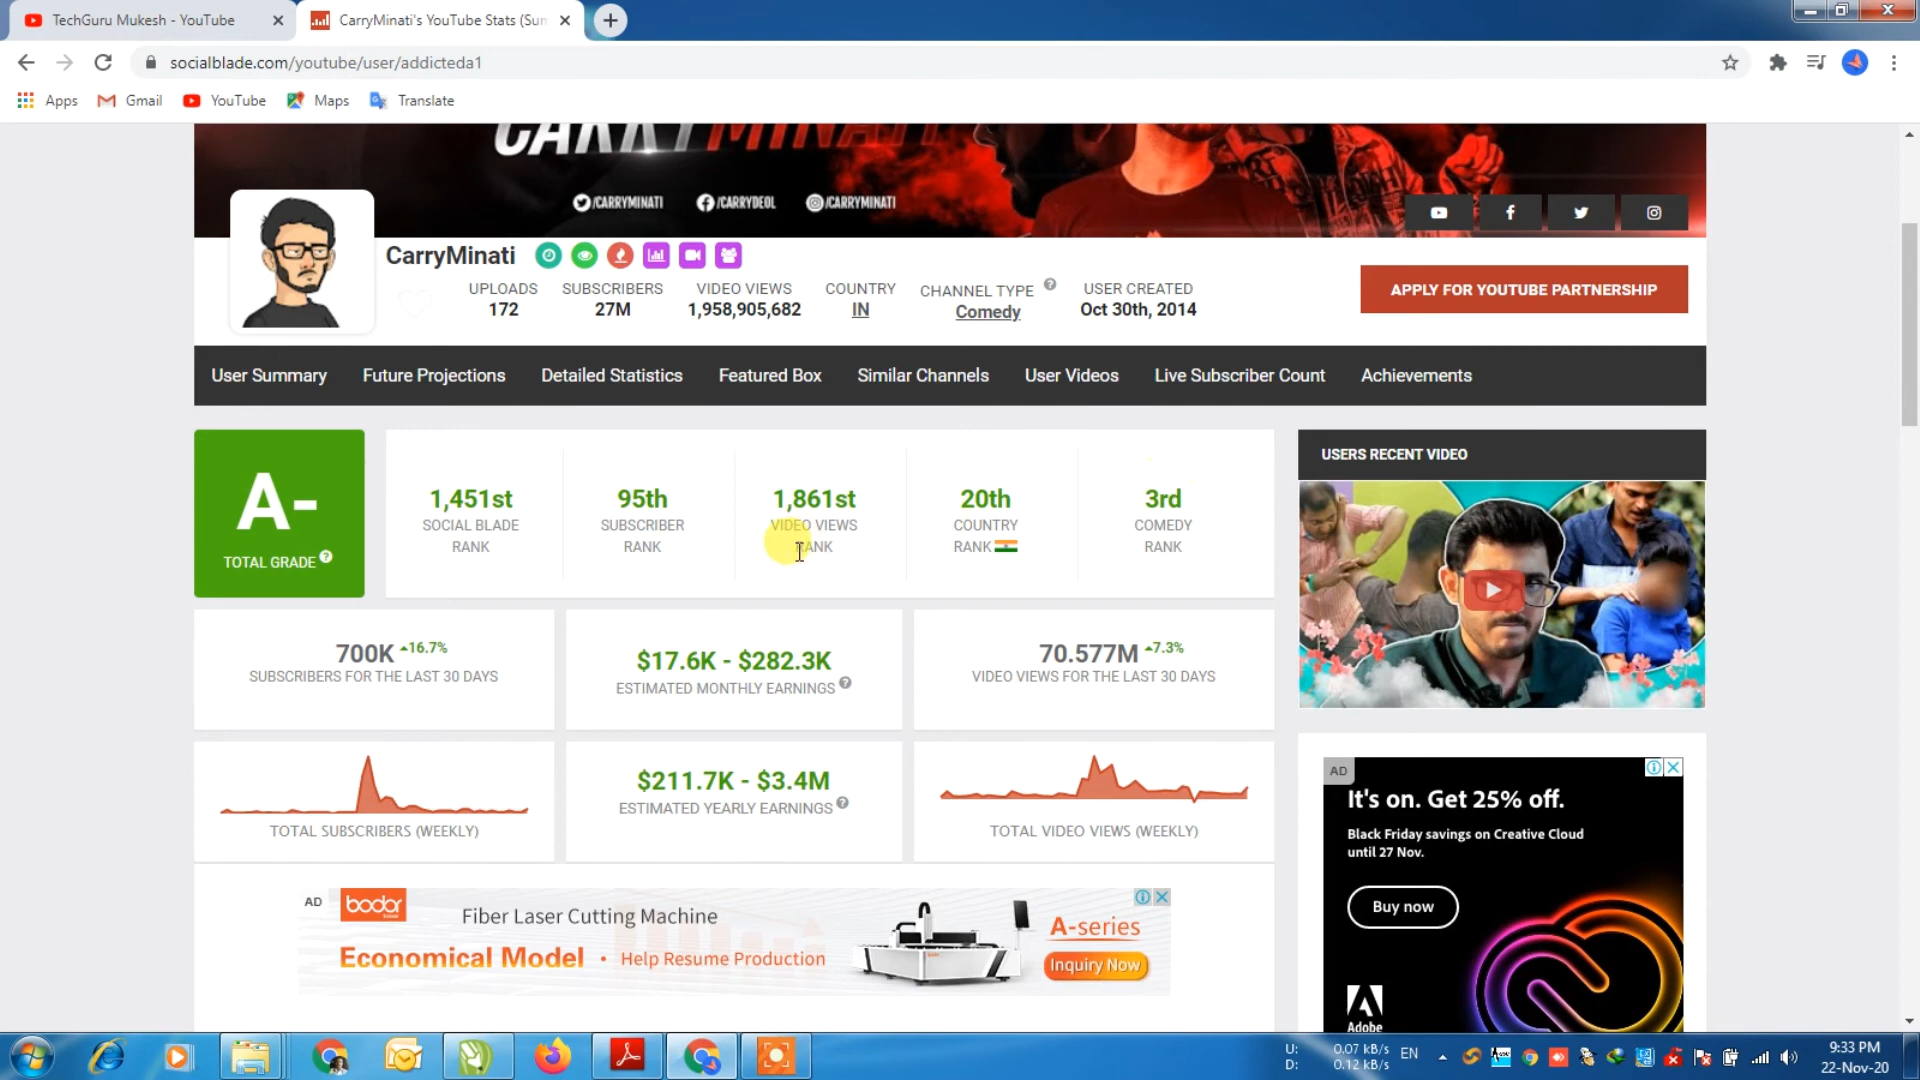 TechGuru Mukesh - YouTube
CarryMinati's YouTube Stats (Sum
socialblade.com/youtube/user/addicteda1
Apps
Gmail
YouTube
Maps
Translate
CARRYMINATI
/CARRYMINATI
/CARRYDEOL
/CARRYMINATI
CarryMinati
UPLOADS
172
SUBSCRIBERS
27M
VIDEO VIEWS
1,958,905,682
COUNTRY
IN
CHANNEL TYPE
Comedy
USER CREATED
Oct 30th, 2014
APPLY FOR YOUTUBE PARTNERSHIP
User Summary
Future Projections
Detailed Statistics
Featured Box
Similar Channels
User Videos
Live Subscriber Count
Achievements
A-
TOTAL GRADE
1,451st
SOCIAL BLADE
RANK
95th
SUBSCRIBER
RANK
1,861st
VIDEO VIEWS
RANK
20th
COUNTRY
RANK
3rd
COMEDY
RANK
USERS RECENT VIDEO
700K 16.7%
SUBSCRIBERS FOR THE LAST 30 DAYS
$17.6K - $282.3K
ESTIMATED MONTHLY EARNINGS
70.577M 7.3%
VIDEO VIEWS FOR THE LAST 30 DAYS
TOTAL SUBSCRIBERS (WEEKLY)
$211.7K - $3.4M
ESTIMATED YEARLY EARNINGS
TOTAL VIDEO VIEWS (WEEKLY)
AD
It's on. Get 25% off.
Black Friday savings on Creative Cloud
until 27 Nov.
Buy now
Adobe
AD
bodor
Fiber Laser Cutting Machine
Economical Model • Help Resume Production
A-series
Inquiry Now
U: 0.07 kB/s
D: 0.12 kB/s
EN
9:33 PM
22-Nov-20